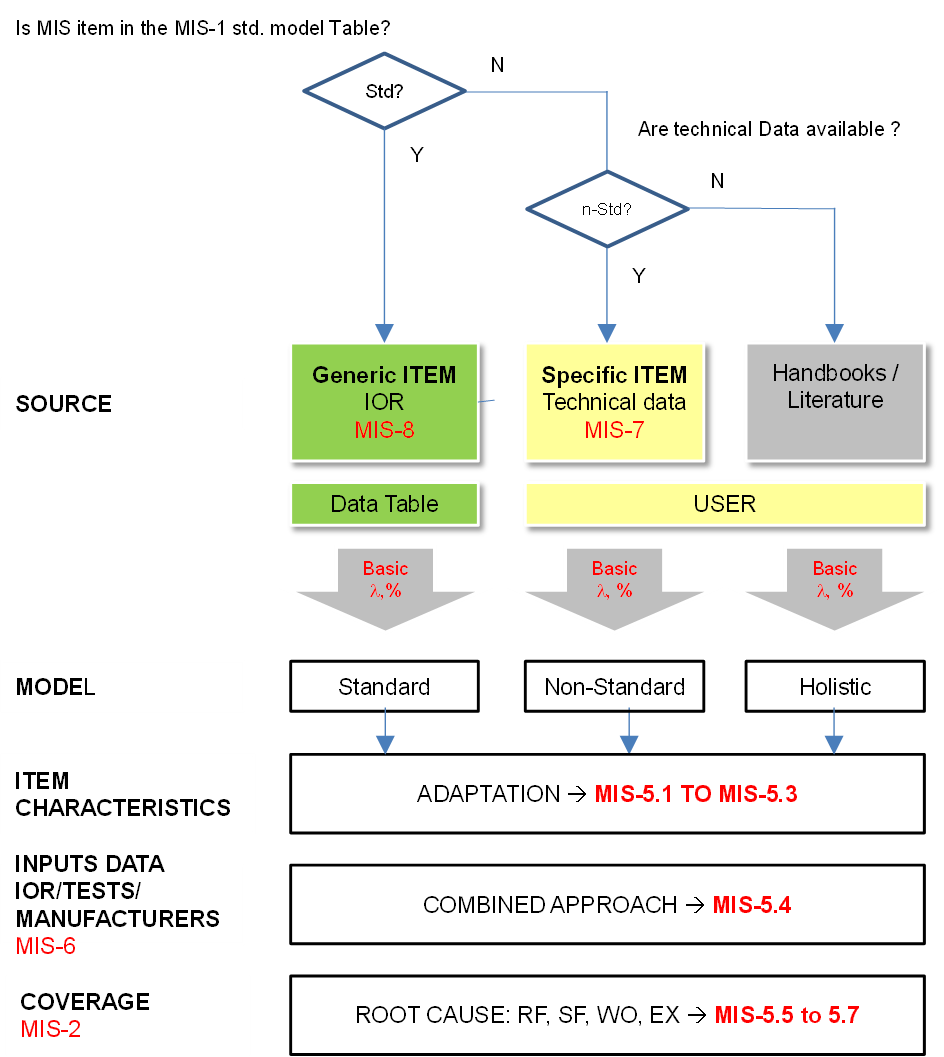 Is MIS item in the MIS-1 std. model Table?
Std?
N
Are technical Data available ?
Y
n-Std?
N
Y
SOURCE
Generic ITEM
IOR
MIS-8
Specific ITEM
Technical data
MIS-7
Handbooks /
Literature
Data Table
USER
Basic
λ,%
Basic
λ, %
Basic
λ, %
MODEL
Standard
Non-Standard
Holistic
ITEM
CHARACTERISTICS
ADAPTATION → MIS-5.1 TO MIS-5.3
INPUTS DATA
IOR/TESTS/
MANUFACTURERS
MIS-6
COMBINED APPROACH → MIS-5.4
COVERAGE
MIS-2
ROOT CAUSE: RF, SF, WO, EX → MIS-5.5 to 5.7